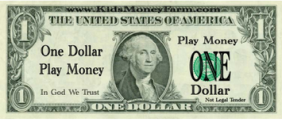 www.KidsMoneyFarm.com
THE UNITED STATES OF AMERICA
1
1
One Dollar
Play Money
In God We Trust
Play Money
ONE
Dollar
Not Legal Tender
1
ONE DOLLAR
1